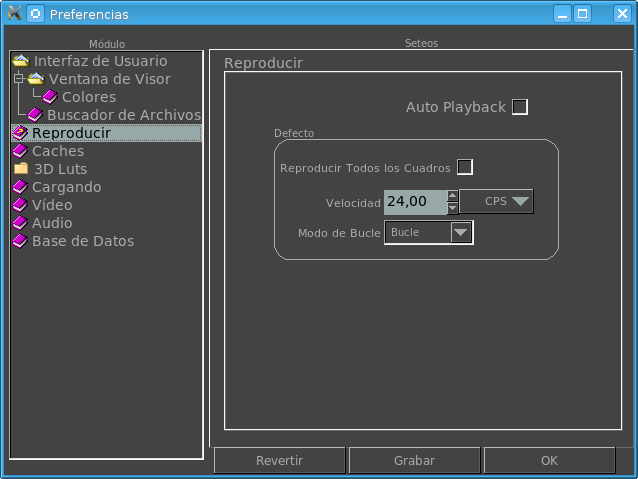 Preferencias
Módulo
Interfaz de Usuario
Ventana de Visor
Colores
Buscador de Archivos
Reproducir
Caches
3D Luts
Cargando
Vídeo
Audio
Base de Datos
Seteos
Reproducir
Auto Playback
Defecto
Reproducir Todos los Cuadros
Velocidad 24,00 CPS
Modo de Bucle Bucle
Revertir Grabar OK